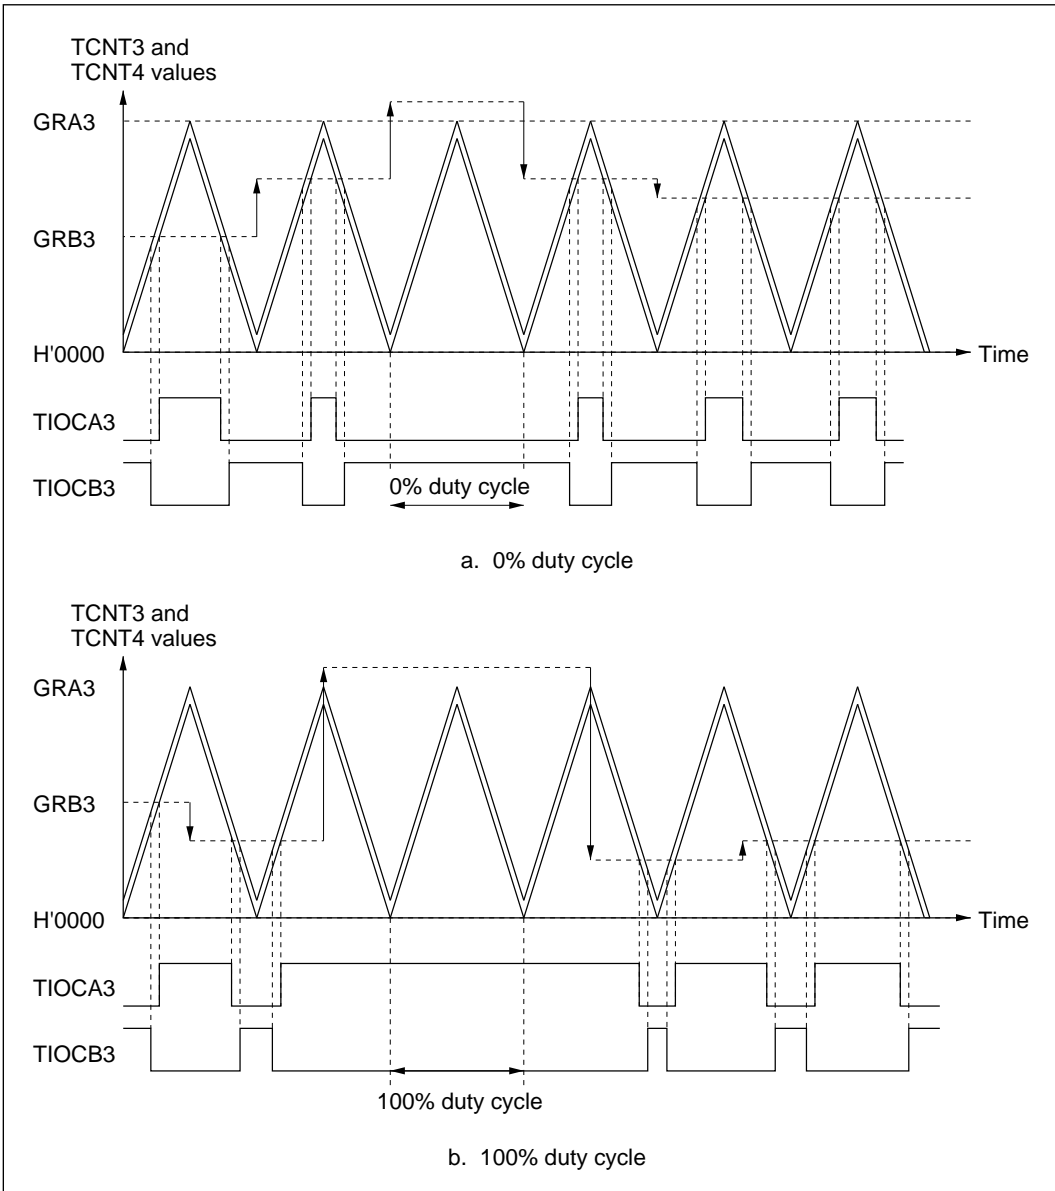 TCNT3 and
TCNT4 values
GRA3
GRB3
H'0000
Time
TIOCA3
TIOCB3
0% duty cycle
a. 0% duty cycle
TCNT3 and
TCNT4 values
GRA3
GRB3
H'0000
Time
TIOCA3
TIOCB3
100% duty cycle
b. 100% duty cycle